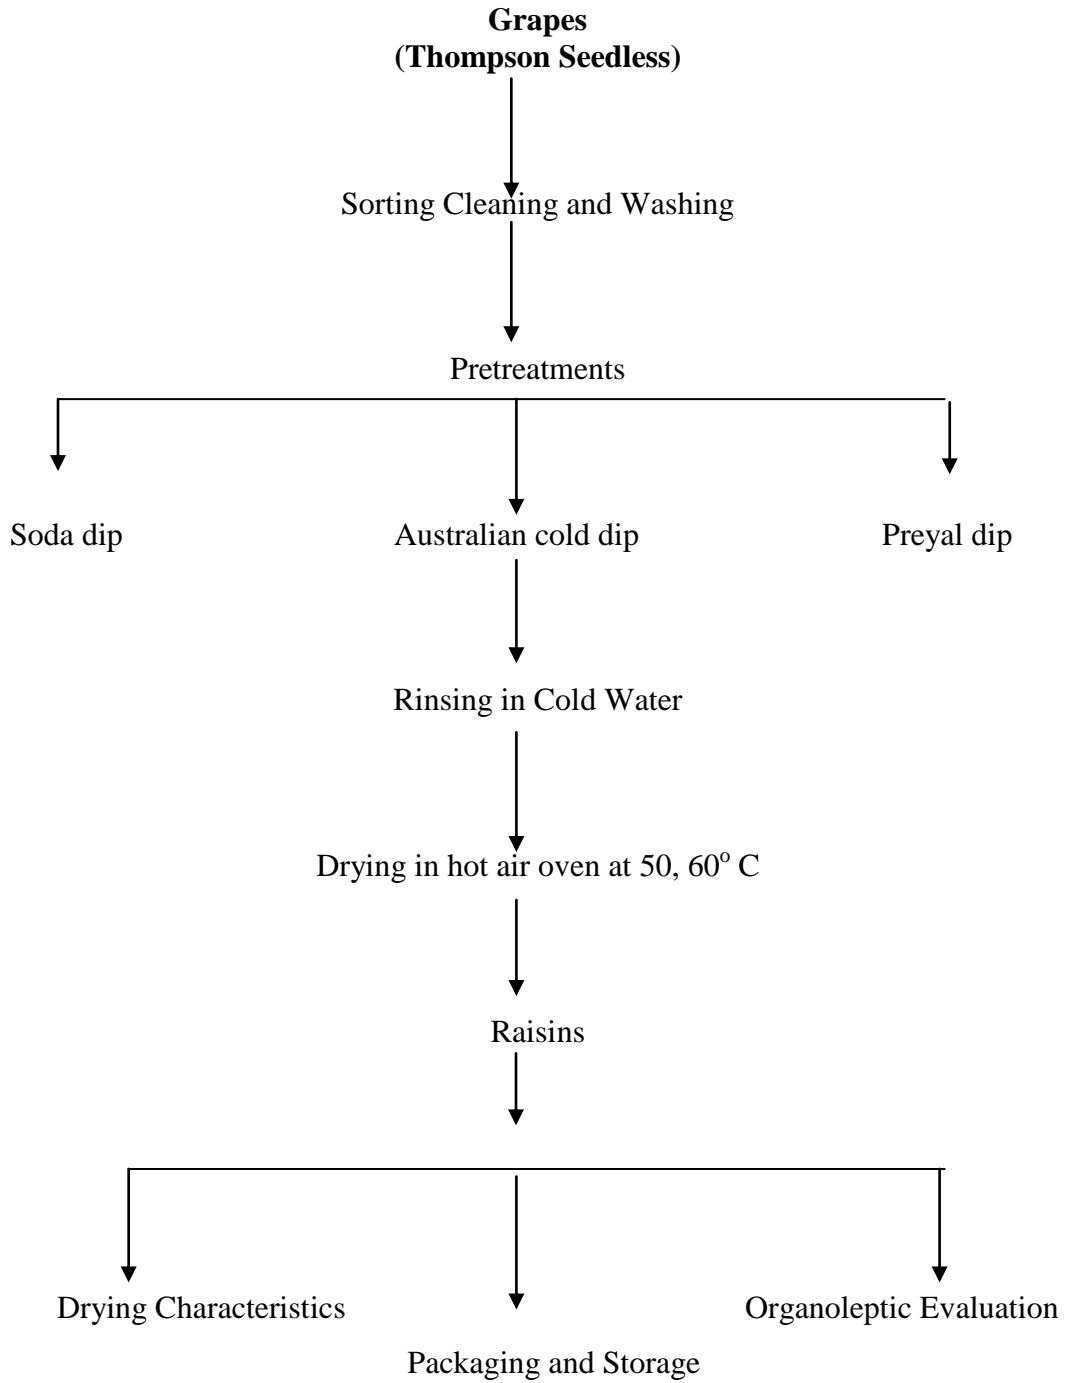 Grapes
(Thompson Seedless)
Sorting Cleaning and Washing
Pretreatments
Soda dip
Australian cold dip
Preyal dip
Rinsing in Cold Water
Drying in hot air oven at 50, 60° C
Raisins
Drying Characteristics
Organoleptic Evaluation
Packaging and Storage